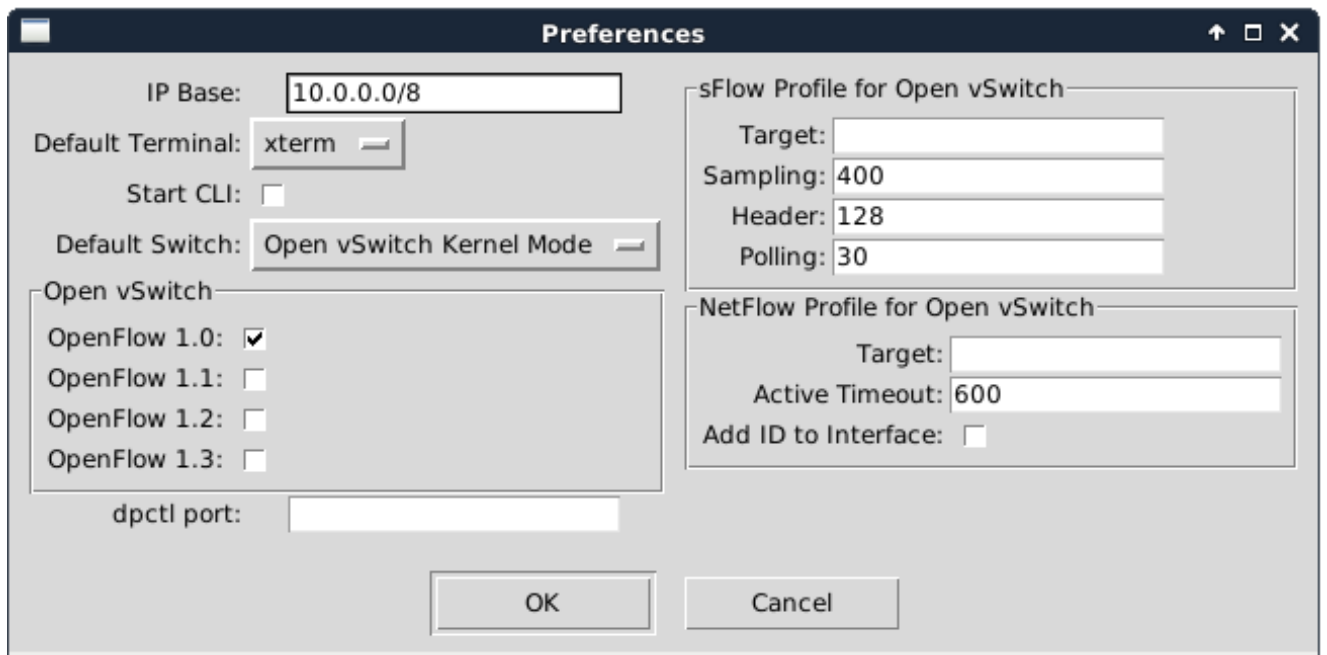 Preferences
IP Base: 10.0.0.0/8
Default Terminal: xterm
Start CLI:
Default Switch: Open vSwitch Kernel Mode
Open vSwitch
OpenFlow 1.0:
OpenFlow 1.1:
OpenFlow 1.2:
OpenFlow 1.3:
dpctl port:
sFlow Profile for Open vSwitch
Target:
Sampling: 400
Header: 128
Polling: 30
NetFlow Profile for Open vSwitch
Target:
Active Timeout: 600
Add ID to Interface:
OK
Cancel